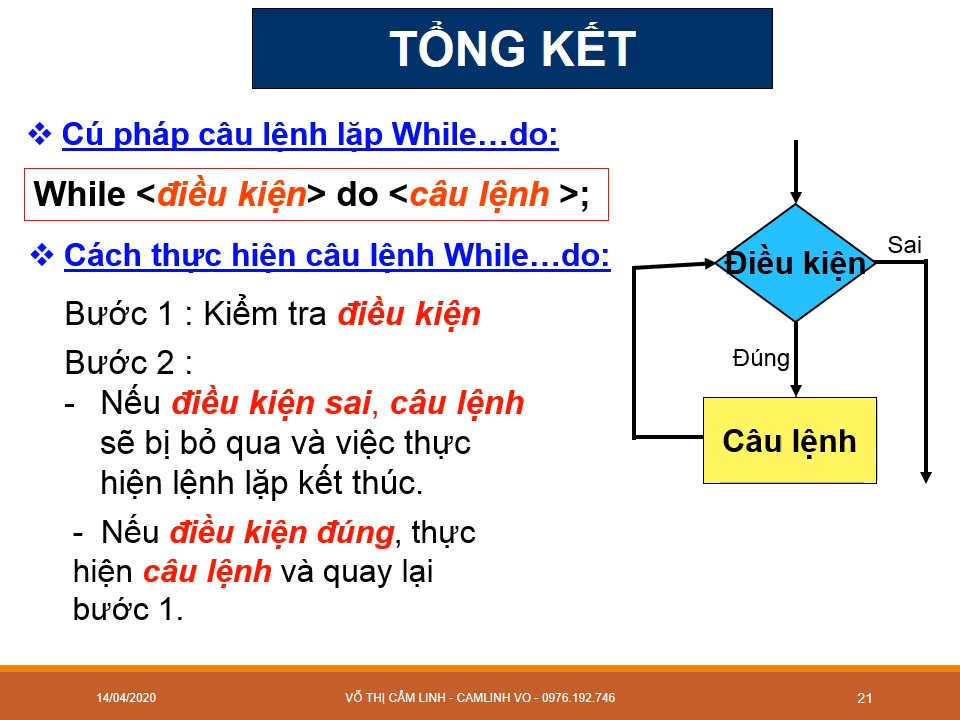 TỔNG KẾT
❖ Cú pháp câu lệnh lặp While…do:
While <điều kiện> do <câu lệnh >;
❖ Cách thực hiện câu lệnh While…do:
Bước 1 : Kiểm tra điều kiện
Bước 2 :
- Nếu điều kiện sai, câu lệnh
sẽ bị bỏ qua và việc thực
hiện lệnh lặp kết thúc.
- Nếu điều kiện đúng, thực
hiện câu lệnh và quay lại
bước 1.
Điều kiện
Sai
Đúng
Câu lệnh
14/04/2020
VÕ THỊ CẨM LINH - CAMLINH VO - 0976.192.746
21